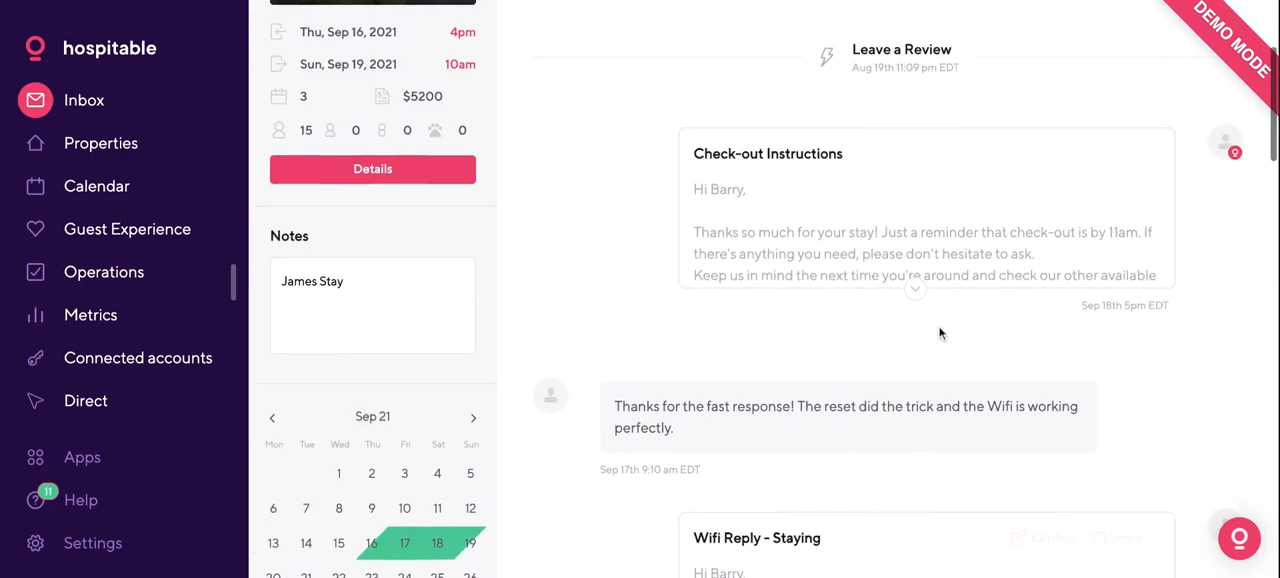 hospitable
Inbox
Properties
Calendar
Guest Experience
Operations
Metrics
Connected accounts
Direct
Apps
11
Help
Settings
Thu, Sep 16, 2021 4pm
Sun, Sep 19, 2021 10am
3 $5200
15 0 0 0
Details
Notes
James Stay
Sep 21
Mon Tue Wed Thu Fri Sat Sun
1 2 3 4 5
6 7 8 9 10 11 12
13 14 15 16 17 18 19
20 21 22 23 24 25 26
Leave a Review
Aug 19th 11:09 pm EDT
Check-out Instructions
Hi Barry,
Thanks so much for your stay! Just a reminder that check-out is by 11am. If
there's anything you need, please don't hesitate to ask.
Keep us in mind the next time you're around and check our other available
Sep 18th 5pm EDT
Thanks for the fast response! The reset did the trick and the Wifi is working
perfectly.
Sep 17th 9:10 am EDT
Wifi Reply - Staying
Hi Barry,
DEMO MODE